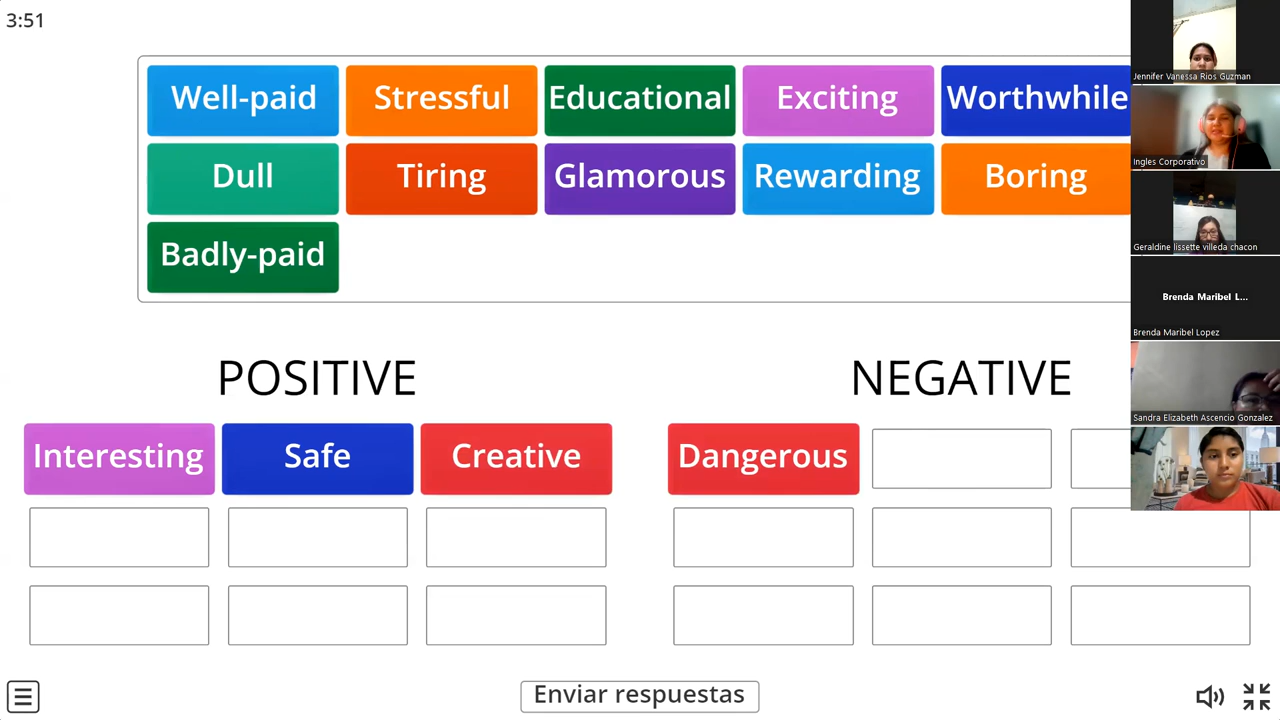 3:51
Well-paid Stressful Educational Exciting Worthwhile
Dull Tiring Glamorous Rewarding Boring
Badly-paid
POSITIVE NEGATIVE
Interesting Safe Creative Dangerous
Enviar respuestas
Jennifer Vanessa Rios Guzman
Ingles Corporativo
Geraldine lissette villeda chacon
Brenda Maribel L...
Brenda Maribel Lopez
Sandra Elizabeth Ascencio Gonzalez